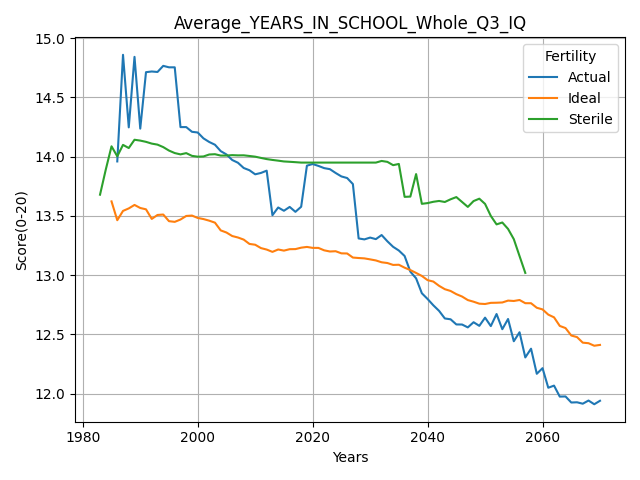 Average_YEARS_IN_SCHOOL_Whole_Q3_IQ
Score(0-20)
15.0
14.5
14.0
13.5
13.0
12.5
12.0
Fertility
Actual
Ideal
Sterile
1980
2000
2020
2040
2060
Years